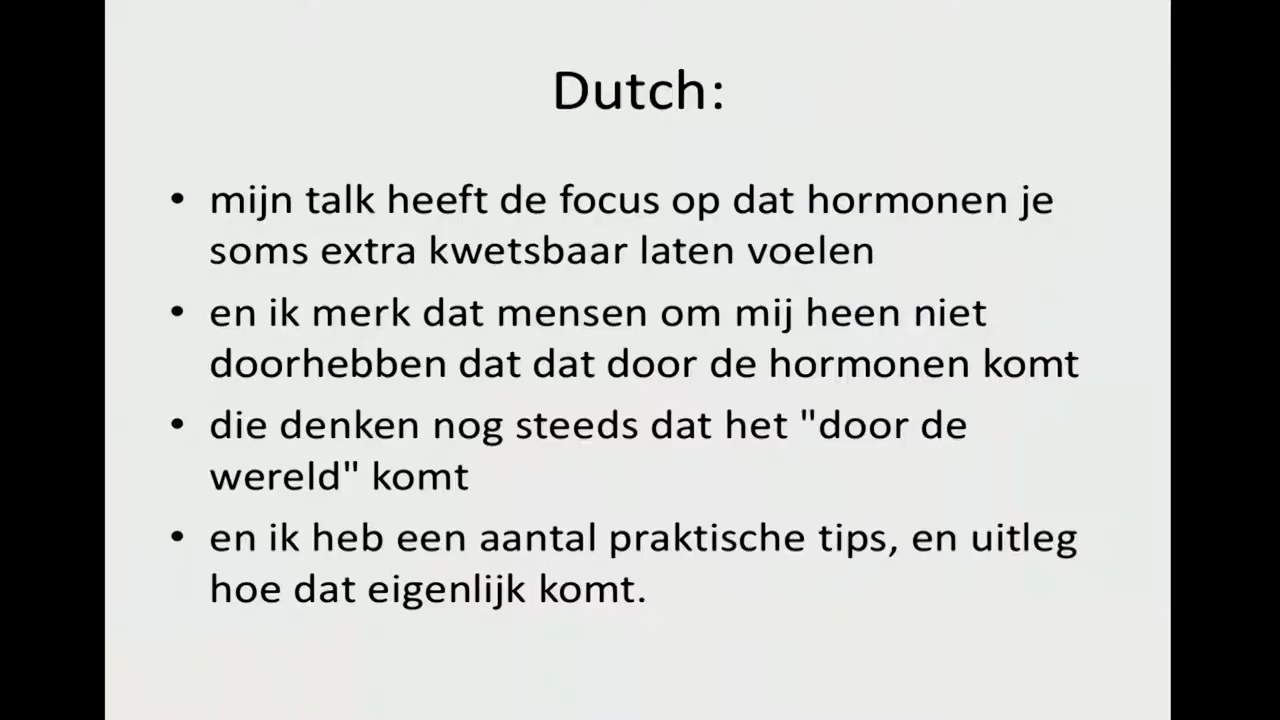 Dutch:
• mijn talk heeft de focus op dat hormonen je
soms extra kwetsbaar laten voelen
• en ik merk dat mensen om mij heen niet
doorhebben dat dat door de hormonen komt
• die denken nog steeds dat het "door de
wereld" komt
• en ik heb een aantal praktische tips, en uitleg
hoe dat eigenlijk komt.